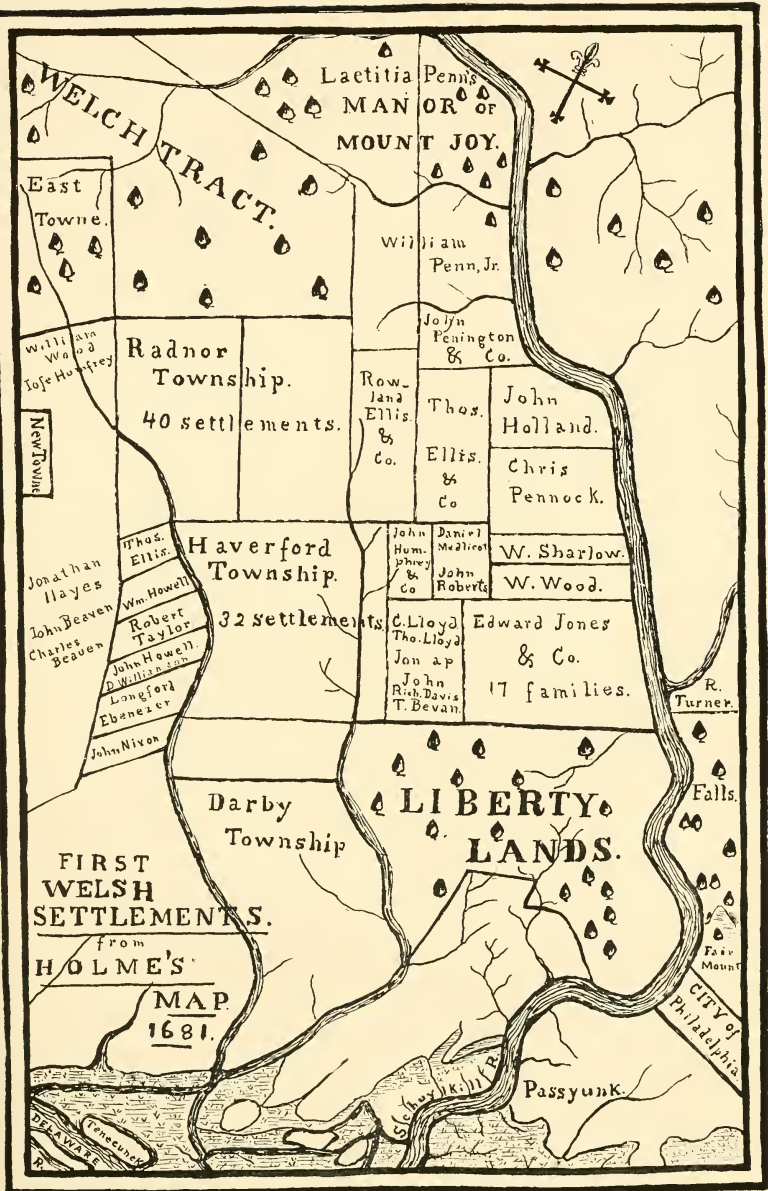 Laetitia Penn's
MANOR OF
MOUNT JOY.
WELCH TRACT.
East
Towne.
William
Penn, Jr.
John
Penington
& Co.
William
Wood
Jose Humfrey
Radnor
Township.
40 settlements.
Row-
land
Ellis.
&
Co.
Thos.
Ellis.
&
Co
John
Holland.
Chris
Pennock.
New Towne
Thos.
Ellis.
Haverford
Township.
32 settlements
John
Hum-
phrey
&
Co
Daniel
Medlicot
John
Roberts
W. Sharlow.
W. Wood.
Jonathan
Hayes
John Beaven
Charles
Beaven
Wm. Howell
Robert
Taylor
John Howell.
D. Williamson
Longford
Ebenezer
John Nixon
C. Lloyd
Tho. Lloyd
Jon ap
John
Rich. Davis
T. Bevan.
Edward Jones
& Co.
17 families.
R.
Turner.
Falls.
LIBERTY
LANDS.
Darby
Township
FIRST
WELSH
SETTLEMENTS.
from
HOLME'S
MAP
1681.
Fair
Mount
CITY of
Philadelphia
Schuylkill R.
Passyunk.
DELAWARE
R.
Tenecunck